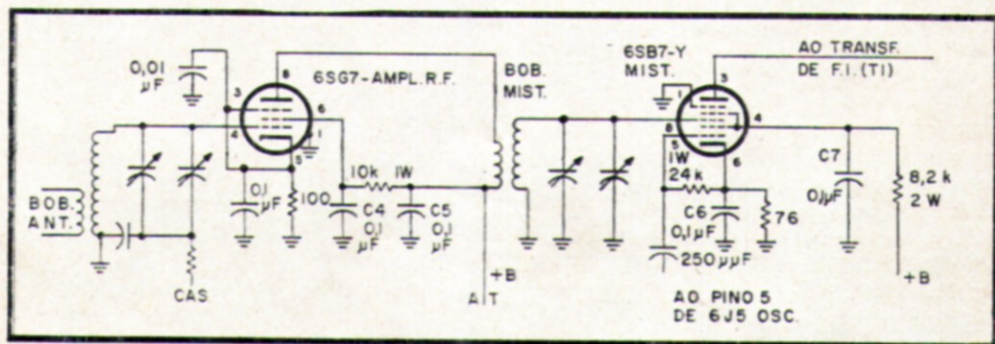 0,01
μF
8
6SG7-AMPL.R.F.
3
6
4
1
5
BOB.
ANT.
0,1
μF
100
10k 1W
C4
0,1
μF
C5
0,1
μF
CAS
+B
A.T.
BOB.
MIST.
6SB7-Y
MIST.
3
1
8
5
4
6
1W
24k
C6
0,1μF
250μμF
76
AO PINO 5
DE 6J5 OSC.
AO TRANSF.
DE F.I. (T1)
C7
0,1μF
8,2 k
2 W
+B